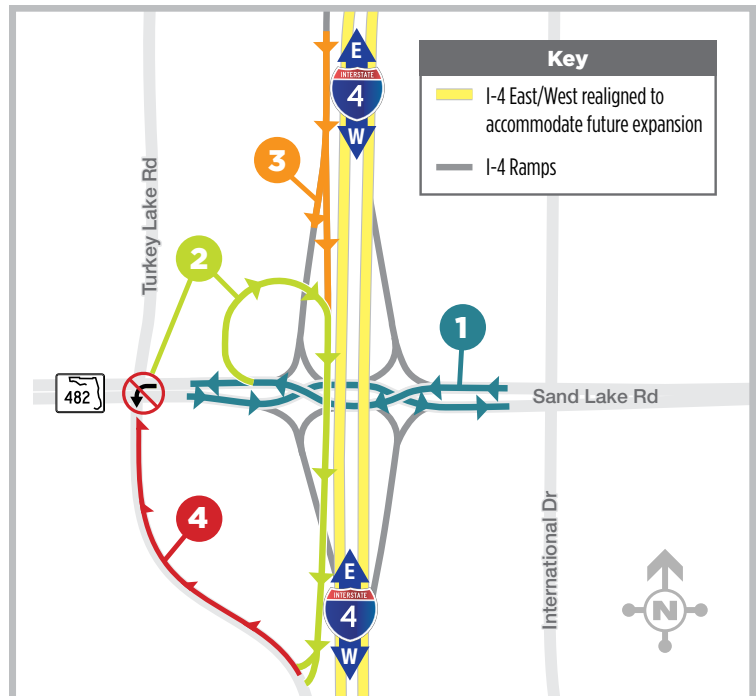 E
INTERSTATE
4
W
Key
I-4 East/West realigned to
accommodate future expansion
I-4 Ramps
3
Turkey Lake Rd
2
1
482
Sand Lake Rd
4
International Dr
E
INTERSTATE
4
W
N